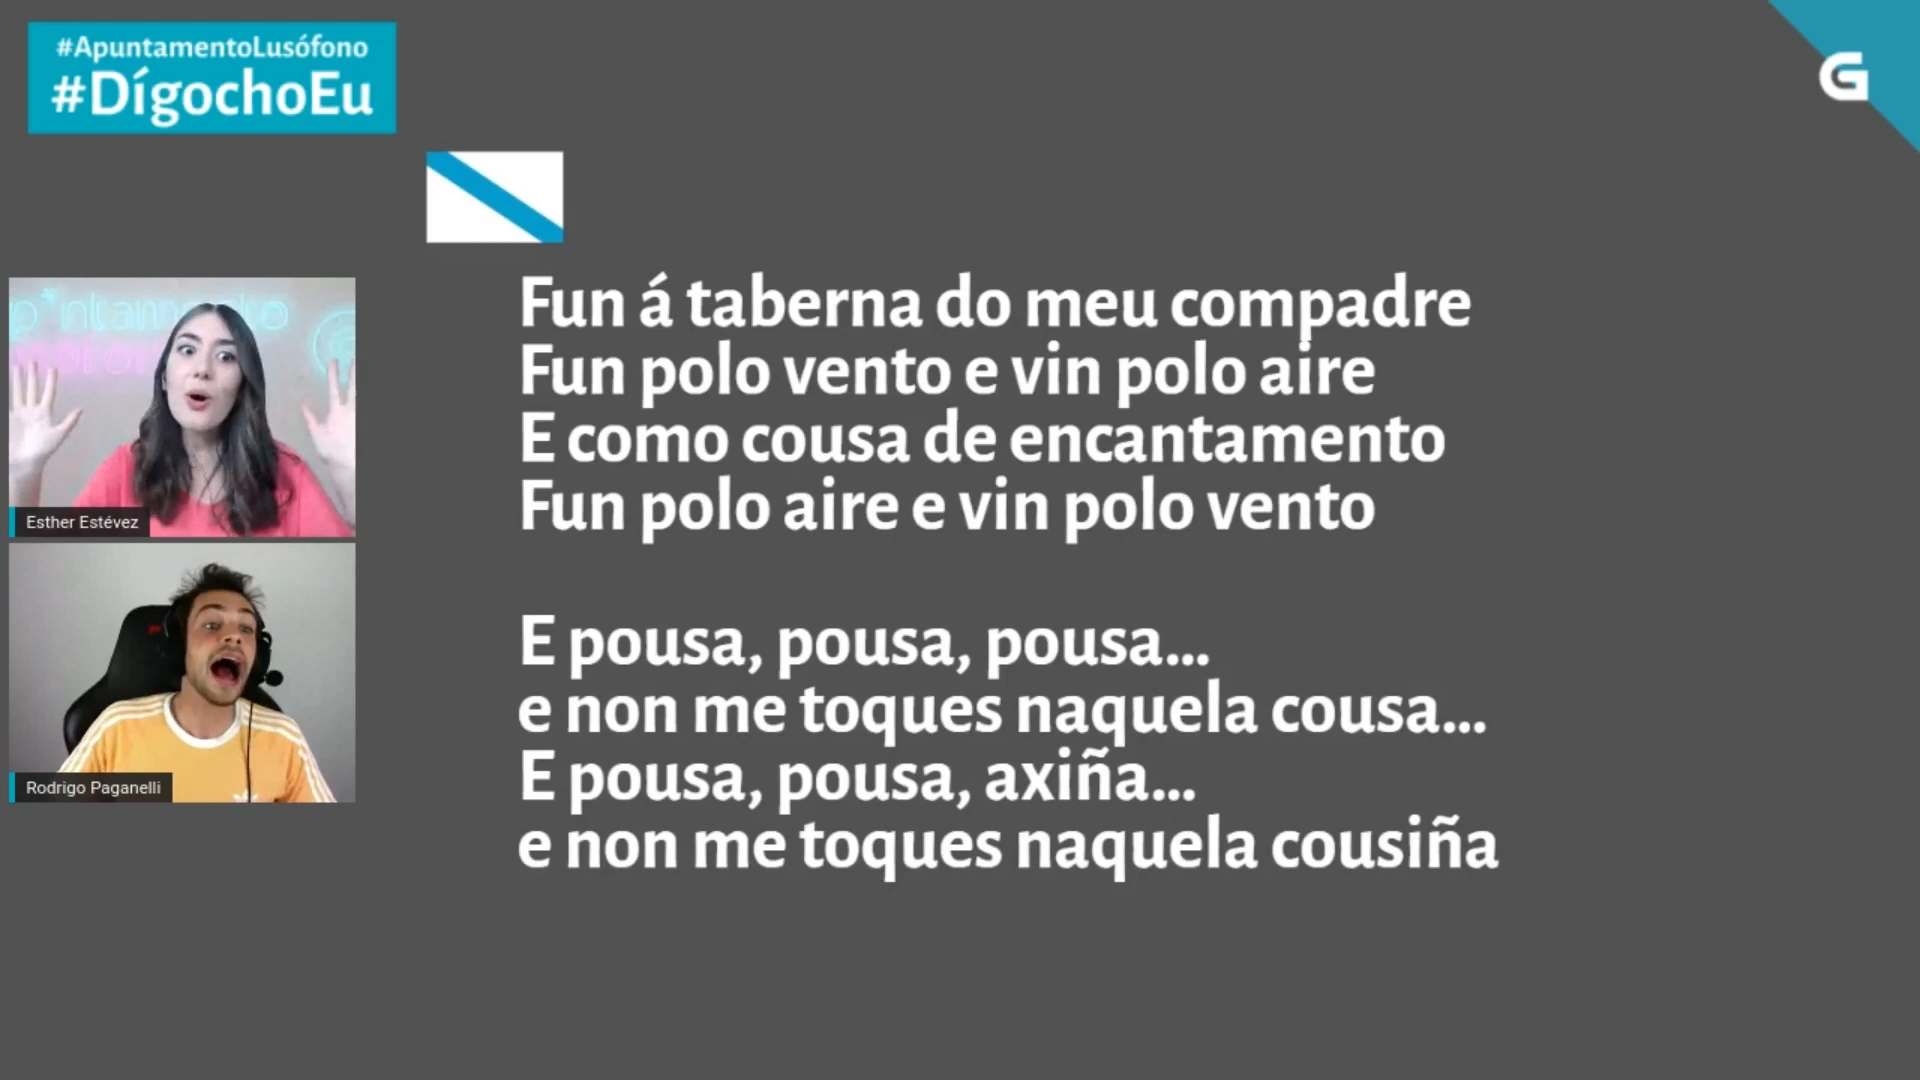 #ApuntamentoLusófono
#DígochoEu
G
Fun á taberna do meu compadre
Fun polo vento e vin polo aire
E como cousa de encantamento
Fun polo aire e vin polo vento
E pousa, pousa, pousa...
e non me toques naquela cousa...
E pousa, pousa, axiña...
e non me toques naquela cousiña
Esther Estévez
Rodrigo Paganelli